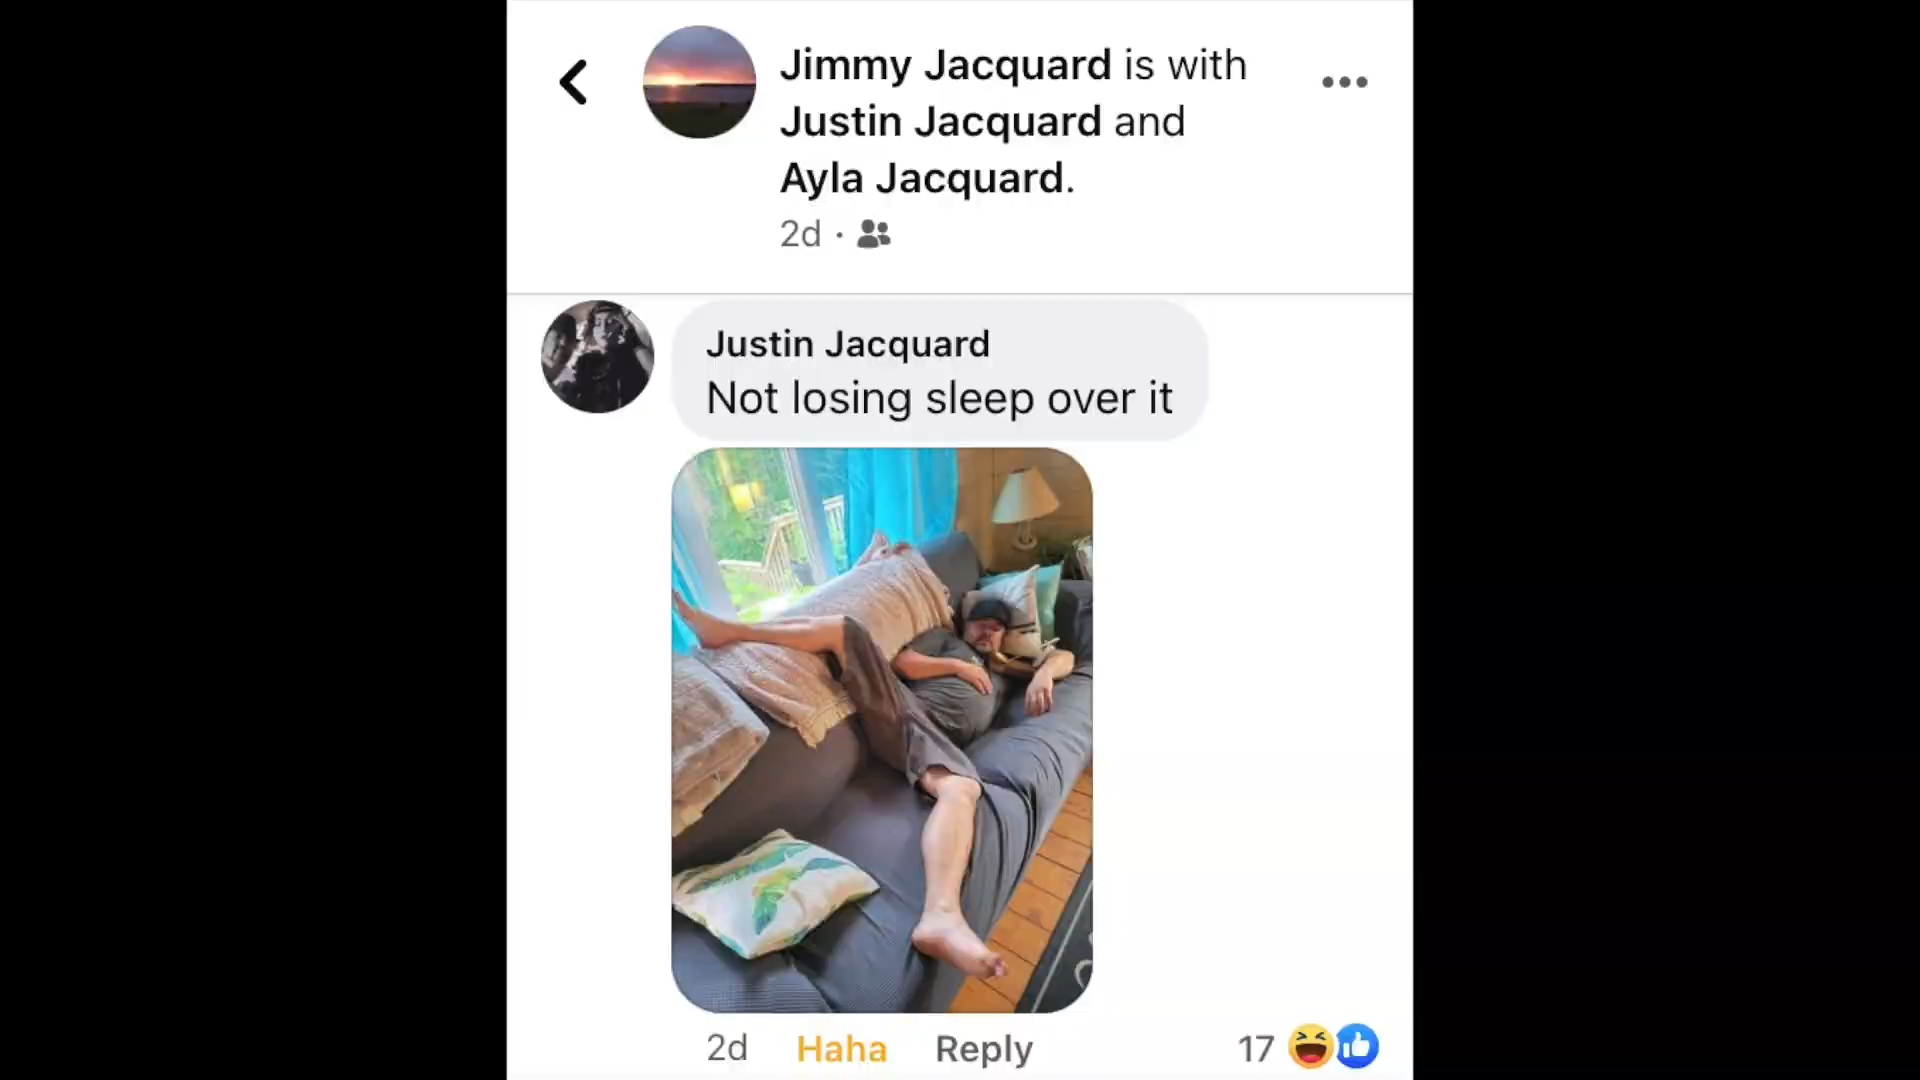 Jimmy Jacquard is with
Justin Jacquard and
Ayla Jacquard.
2d ·
Justin Jacquard
Not losing sleep over it
2d Haha Reply 17